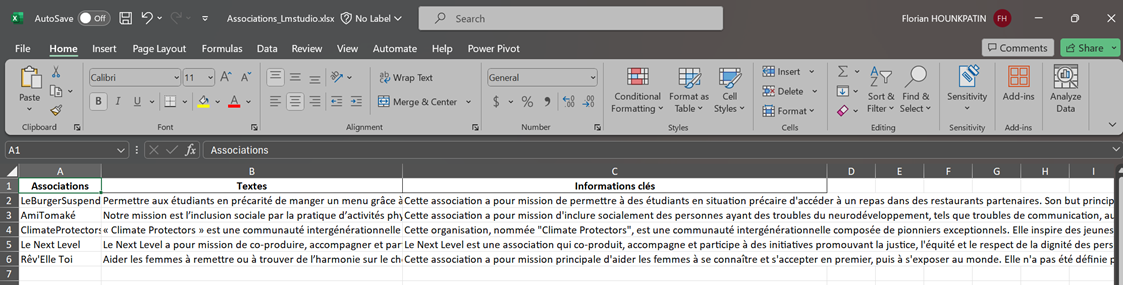 AutoSave Off Associations_Lmstudio.xlsx No Label Search Florian HOUNKPATIN FH
File Home Insert Page Layout Formulas Data Review View Automate Help Power Pivot Comments Share
Paste Calibri 11 A^ A˅ Wrap Text General Conditional Formatting Format as Table Cell Styles Insert Delete Format Sort & Filter Find & Select Sensitivity Add-ins Analyze Data
B I U A Merge & Center $ % 9
Clipboard Font Alignment Number Styles Cells Editing Sensitivity Add-ins
A1 fx Associations
A B C D E F G H I
1 Associations Textes Informations clés
2 LeBurgerSuspend Permettre aux étudiants en précarité de manger un menu grâce à Cette association a pour mission de permettre à des étudiants en situation précaire d'accéder à un repas dans des restaurants partenaires. Son but princip
3 AmiTomaké Notre mission est l'inclusion sociale par la pratique d'activités phy Cette association a pour mission d'inclure socialement des personnes ayant des troubles du neurodéveloppement, tels que troubles de communication, au
4 ClimateProtectors « Climate Protectors » est une communauté intergénérationnelle Cette organisation, nommée "Climate Protectors", est une communauté intergénérationnelle composée de pionniers exceptionnels. Elle inspire des jeunes
5 Le Next Level Le Next Level a pour mission de co-produire, accompagner et part Le Next Level est une association qui co-produit, accompagne et participe à des initiatives promouvant la justice, l'équité et le respect de la dignité des pers
6 Rêv'Elle Toi Aider les femmes à remettre ou à trouver de l'harmonie sur le ch Cette association a pour mission principale d'aider les femmes à se connaître et s'accepter en premier, puis à s'exposer au monde. Elle n'a pas été définie p
7